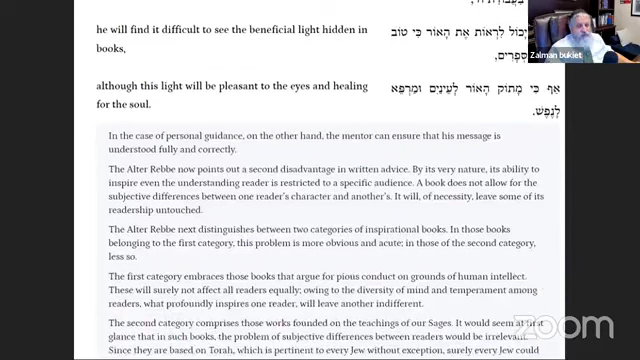 בַּעֲבוֹדַת ה',
he will find it difficult to see the beneficial light hidden in
books,
יָכוֹל לִרְאוֹת אֶת הָאוֹר כִּי טוֹב
סְפָרִים,
although this light will be pleasant to the eyes and healing
for the soul.
אַף כִּי מָתוֹק הָאוֹר לָעֵינַיִם וּמַרְפֵּא
לַנֶּפֶשׁ.
In the case of personal guidance, on the other hand, the mentor can ensure that his message is
understood fully and correctly.
The Alter Rebbe now points out a second disadvantage in written advice. By its very nature, its ability to
inspire even the understanding reader is restricted to a specific audience. A book does not allow for the
subjective differences between one reader's character and another's. It will, of necessity, leave some of its
readership untouched.
The Alter Rebbe next distinguishes between two categories of inspirational books. In those books
belonging to the first category, this problem is more obvious and acute; in those of the second category,
less so.
The first category embraces those books that argue for pious conduct on grounds of human intellect.
These will surely not affect all readers equally; owing to the diversity of mind and temperament among
readers, what profoundly inspires one reader, will leave another indifferent.
The second category comprises those works founded on the teachings of our Sages. It would seem at first
glance that in such books, the problem of subjective differences between readers would be irrelevant.
Since they are based on Torah, which is pertinent to every Jew without exception, surely every Jew could
Zalman bukiet
zoom